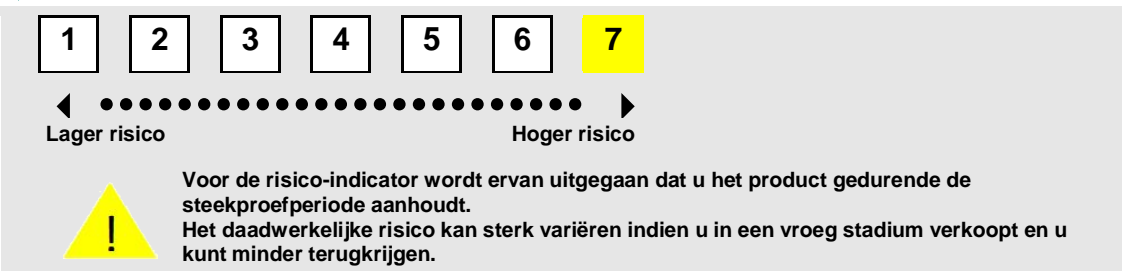 1 2 3 4 5 6 7
Lager risico Hoger risico
Voor de risico-indicator wordt ervan uitgegaan dat u het product gedurende de
steekproefperiode aanhoudt.
Het daadwerkelijke risico kan sterk variëren indien u in een vroeg stadium verkoopt en u
kunt minder terugkrijgen.
!